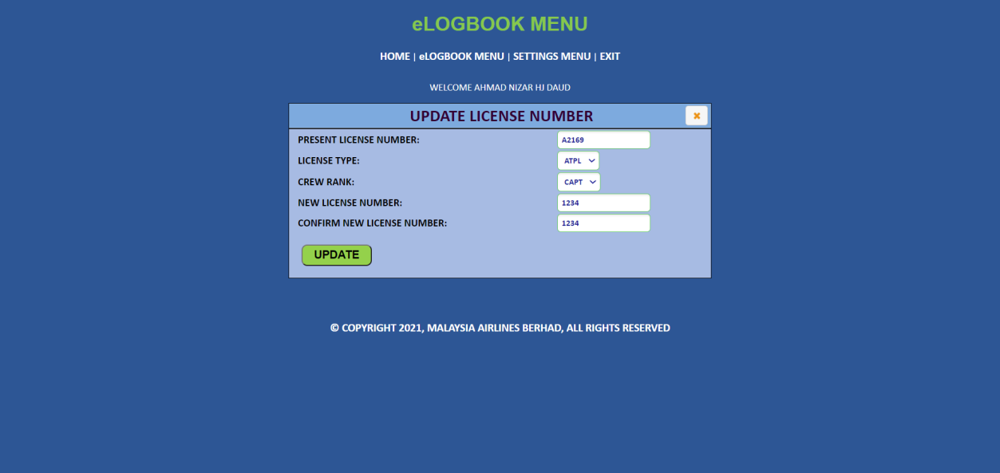 eLOGBOOK MENU
HOME | eLOGBOOK MENU | SETTINGS MENU | EXIT
WELCOME AHMAD NIZAR HJ DAUD
UPDATE LICENSE NUMBER
PRESENT LICENSE NUMBER: A2169
LICENSE TYPE: ATPL
CREW RANK: CAPT
NEW LICENSE NUMBER: 1234
CONFIRM NEW LICENSE NUMBER: 1234
UPDATE
© COPYRIGHT 2021, MALAYSIA AIRLINES BERHAD, ALL RIGHTS RESERVED